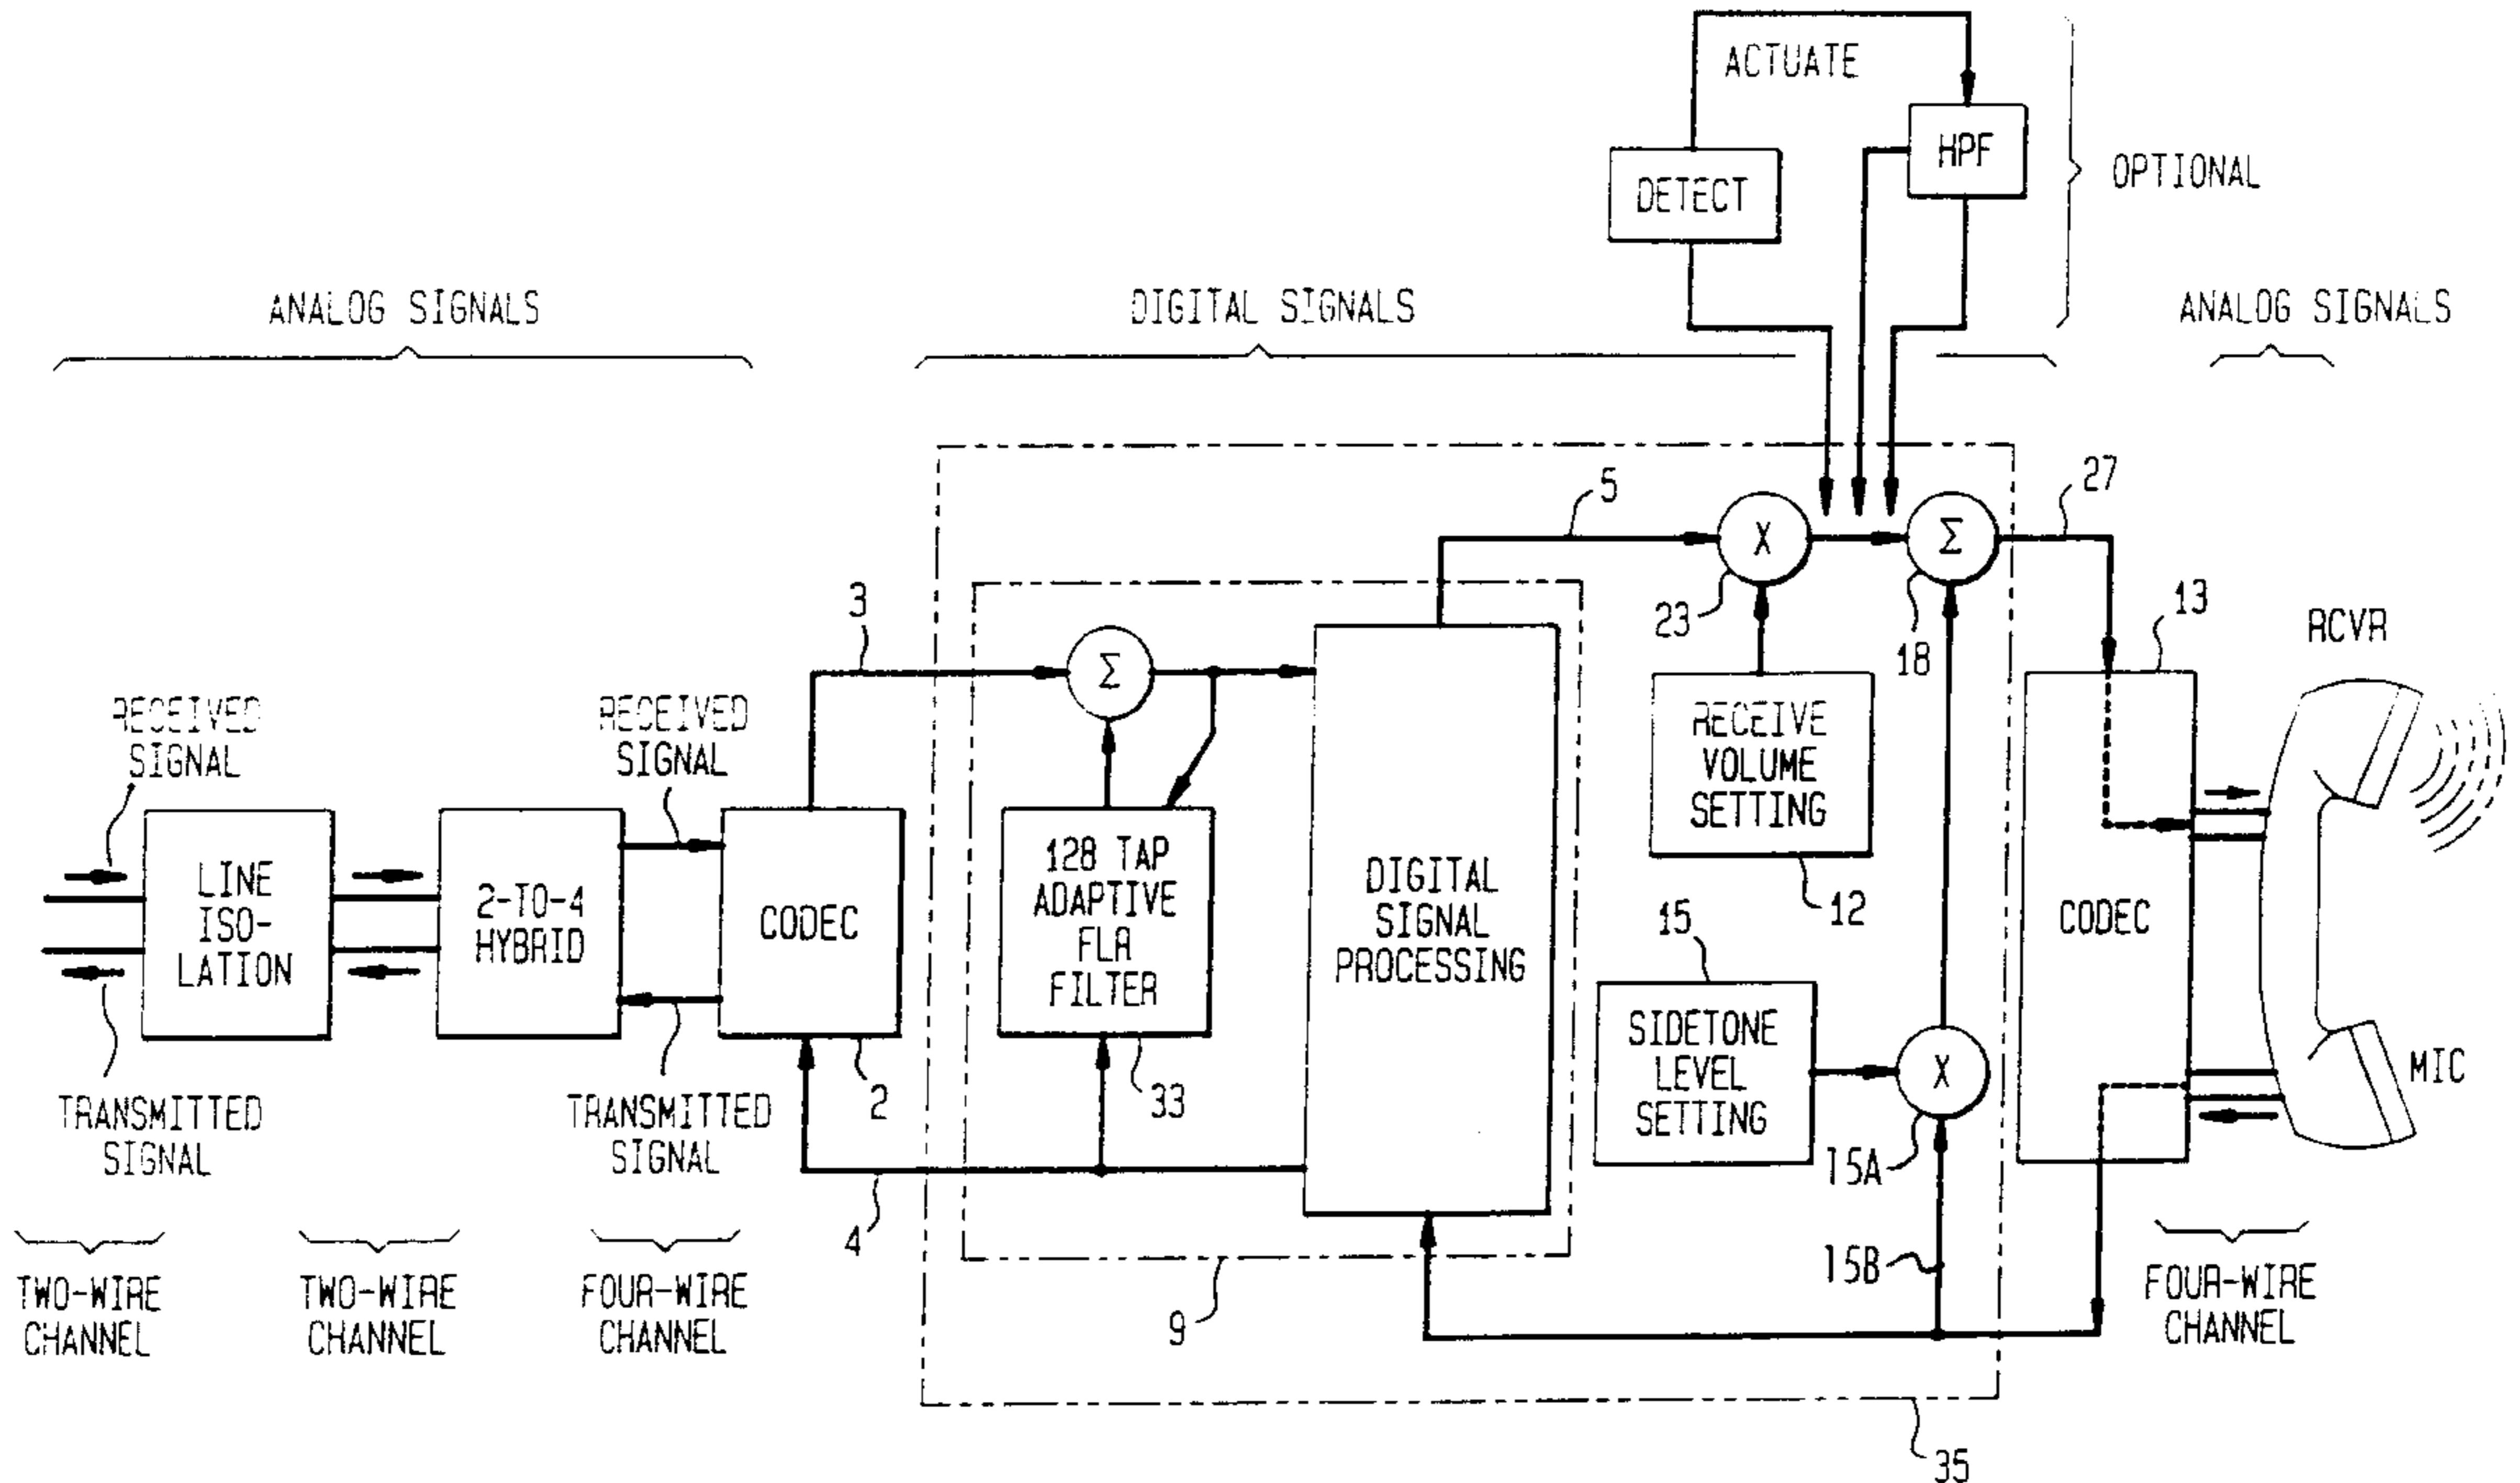 ACTUATE
HPF
DETECT
OPTIONAL
ANALOG SIGNALS
DIGITAL SIGNALS
ANALOG SIGNALS
5
27
X
Σ
23
18
13
RCVR
3
Σ
RECEIVED
SIGNAL
RECEIVED
SIGNAL
RECEIVE
VOLUME
SETTING
12
LINE
ISO-
LATION
2-TO-4
HYBRID
CODEC
128 TAP
ADAPTIVE
FLR
FILTER
DIGITAL
SIGNAL
PROCESSING
CODEC
15
SIDETONE
LEVEL
SETTING
X
MIC
2
33
TRANSMITTED
SIGNAL
TRANSMITTED
SIGNAL
15A
4
15B
9
TWO-WIRE
CHANNEL
TWO-WIRE
CHANNEL
FOUR-WIRE
CHANNEL
FOUR-WIRE
CHANNEL
35